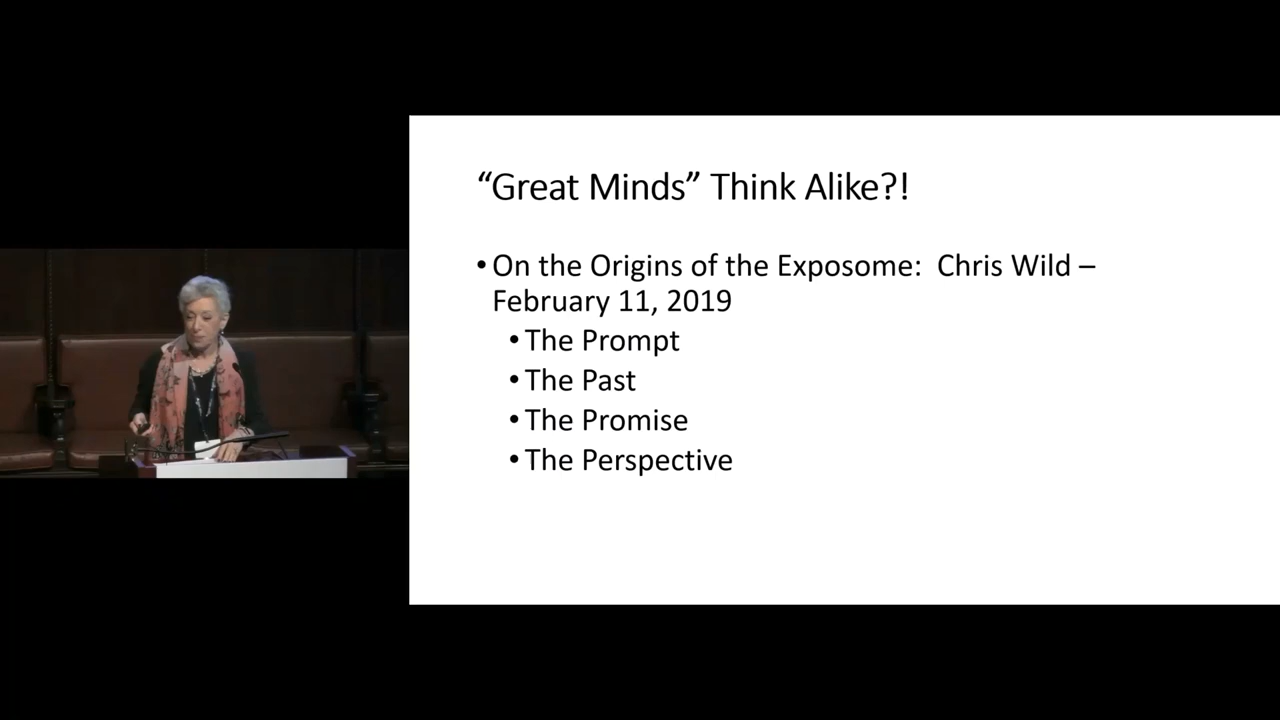 “Great Minds” Think Alike?!
• On the Origins of the Exposome:  Chris Wild –
February 11, 2019
• The Prompt
• The Past
• The Promise
• The Perspective